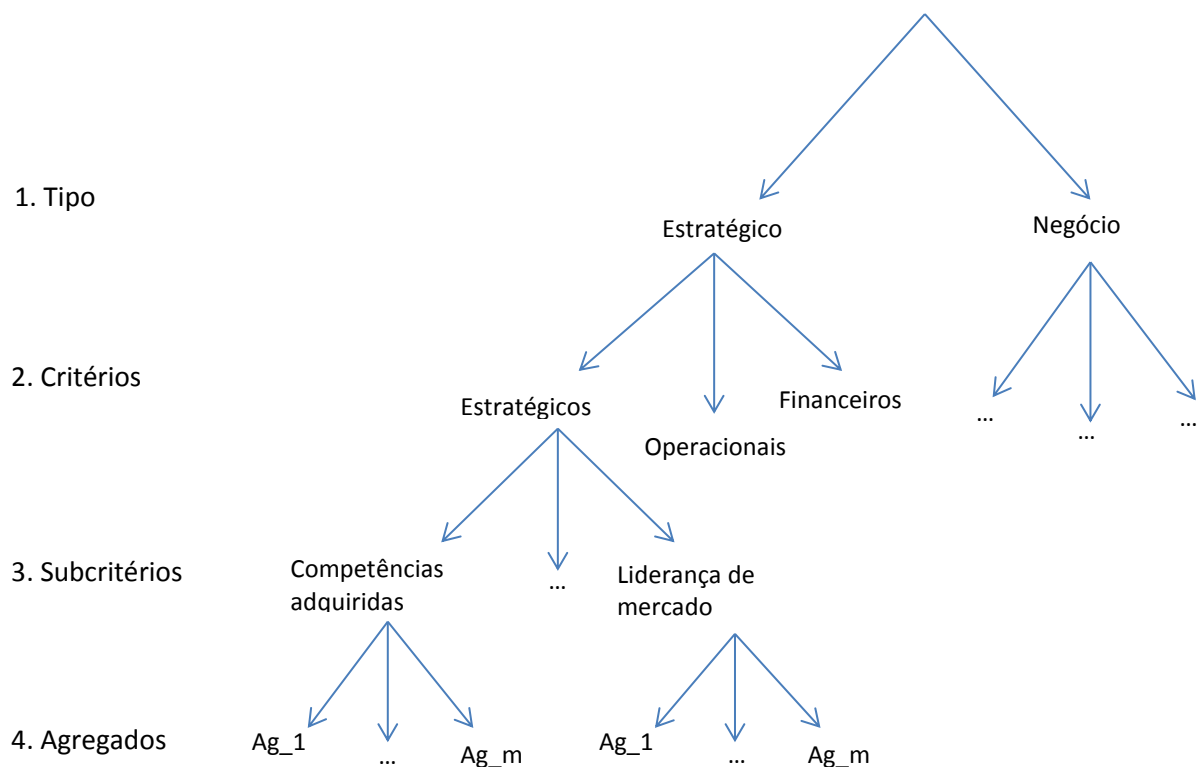 1. Tipo
Estratégico
Negócio
2. Critérios
Estratégicos
Operacionais
Financeiros
...
...
...
3. Subcritérios
Competências
adquiridas
...
Liderança de
mercado
4. Agregados
Ag_1
...
Ag_m
Ag_1
...
Ag_m